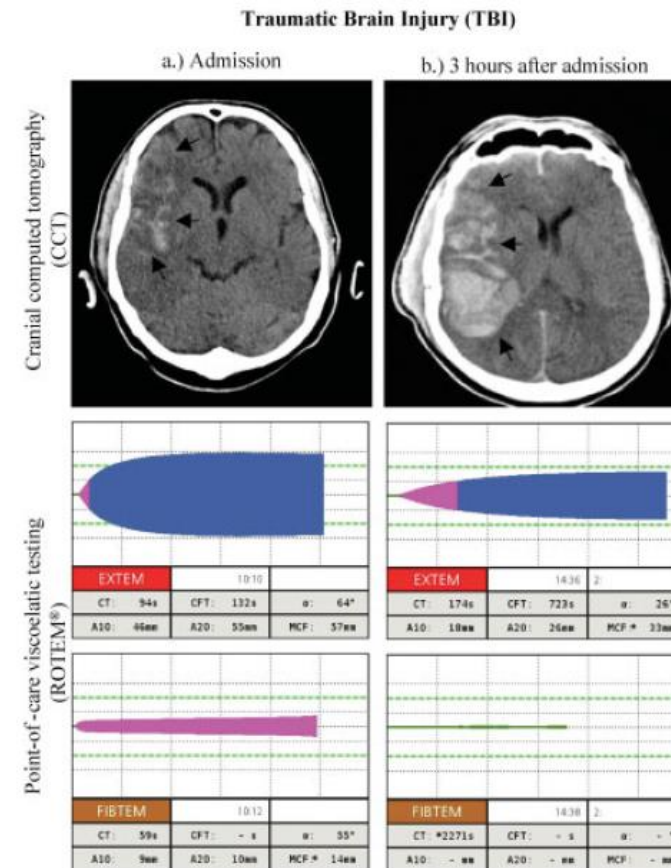 Traumatic Brain Injury (TBI)
a.) Admission
b.) 3 hours after admission
Cranial computed tomography
(CCT)
Point-of-care viscoelatic testing
(ROTEM®)
EXTEM
10:10
CT: 94s CFT: 132s α: 64°
A10: 46mm A20: 55mm MCF: 57mm
EXTEM
14:36 2:
CT: 174s CFT: 723s α: 26°
A10: 18mm A20: 26mm MCF* 33mm
FIBTEM
10:12
CT: 59s CFT: - s α: 55°
A10: 9mm A20: 10mm MCF* 14mm
FIBTEM
14:38 2:
CT: *2271s CFT: - s α: -
A10: - mm A20: - mm MCF: - mm